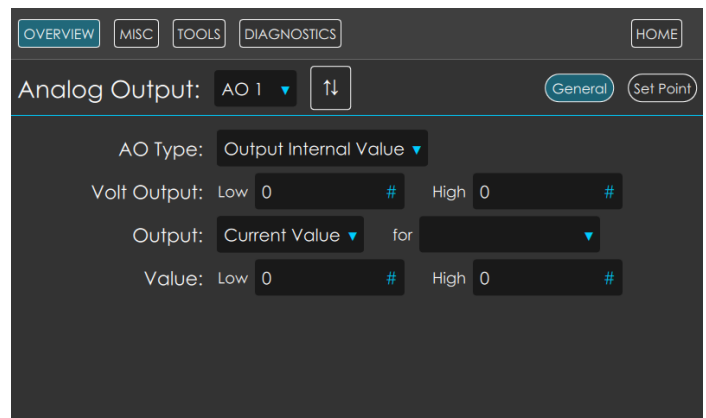 OVERVIEW MISC TOOLS DIAGNOSTICS HOME
Analog Output: AO 1 General Set Point
AO Type: Output Internal Value
Volt Output: Low 0 # High 0 #
Output: Current Value for
Value: Low 0 # High 0 #